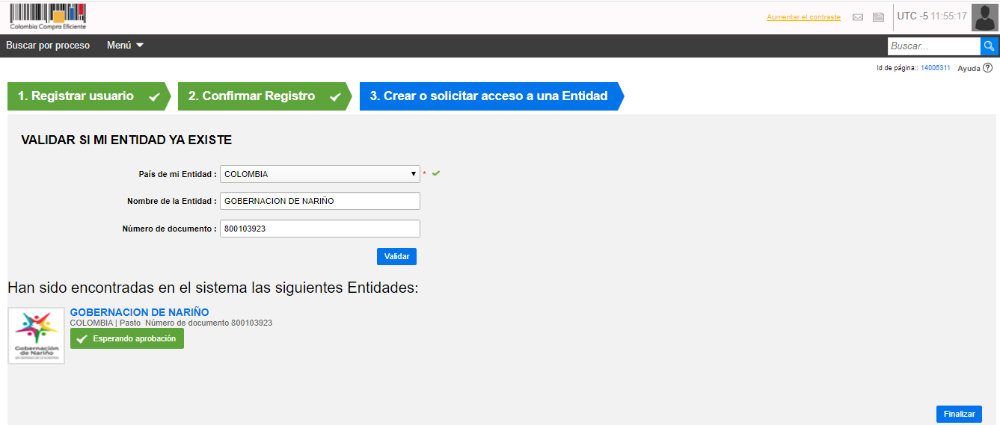 Colombia Compra Eficiente
Aumentar el contraste
UTC -5 11:55:17
Buscar por proceso
Menú
Buscar...
Id de página:: 14006311
Ayuda
1. Registrar usuario
2. Confirmar Registro
3. Crear o solicitar acceso a una Entidad
VALIDAR SI MI ENTIDAD YA EXISTE
País de mi Entidad : COLOMBIA *
Nombre de la Entidad : GOBERNACION DE NARIÑO
Número de documento : 800103923
Validar
Han sido encontradas en el sistema las siguientes Entidades:
GOBERNACION DE NARIÑO
COLOMBIA | Pasto Número de documento 800103923
Esperando aprobación
Gobernación
de Nariño
Finalizar